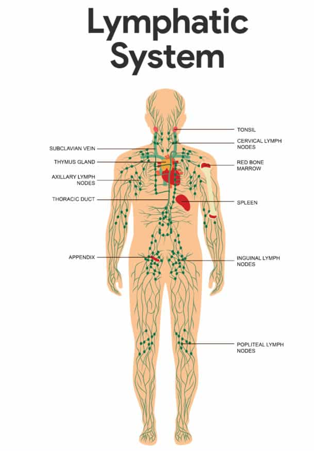 Lymphatic
System
TONSIL
CERVICAL LYMPH
NODES
SUBCLAVIAN VEIN
THYMUS GLAND
RED BONE
MARROW
AXILLARY LYMPH
NODES
THORACIC DUCT
SPLEEN
APPENDIX
INGUINAL LYMPH
NODES
POPLITEAL LYMPH
NODES